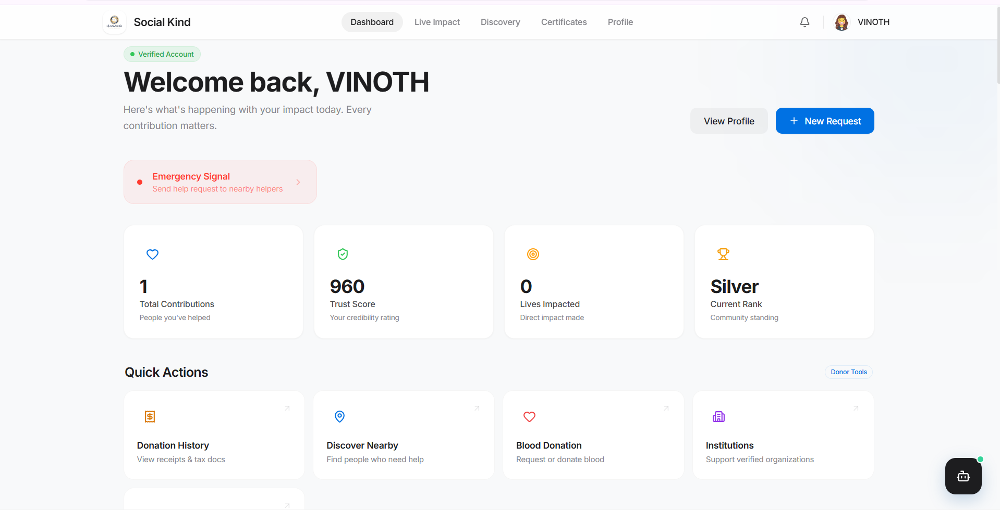 HUMANEXA
Social Kind
Dashboard
Live Impact
Discovery
Certificates
Profile
VINOTH
Verified Account
Welcome back, VINOTH
Here's what's happening with your impact today. Every
contribution matters.
View Profile
New Request
Emergency Signal
Send help request to nearby helpers
1
Total Contributions
People you've helped
960
Trust Score
Your credibility rating
0
Lives Impacted
Direct impact made
Silver
Current Rank
Community standing
Quick Actions
Donor Tools
Donation History
View receipts & tax docs
Discover Nearby
Find people who need help
Blood Donation
Request or donate blood
Institutions
Support verified organizations